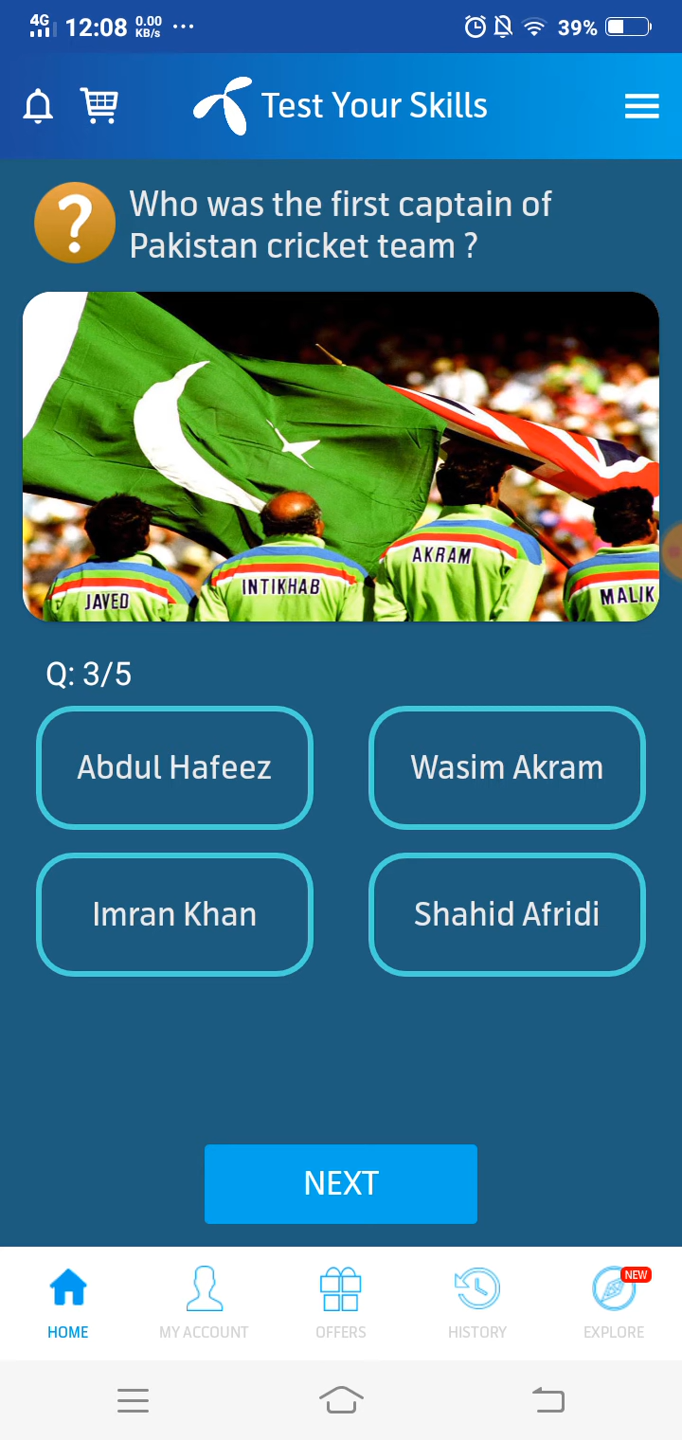 4G 12:08 0.00 KB/s ... 39%
Test Your Skills
? Who was the first captain of
Pakistan cricket team ?
AKRAM
INTIKHAB
JAVED
MALIK
Q: 3/5
Abdul Hafeez
Wasim Akram
Imran Khan
Shahid Afridi
NEXT
NEW
HOME
MY ACCOUNT
OFFERS
HISTORY
EXPLORE